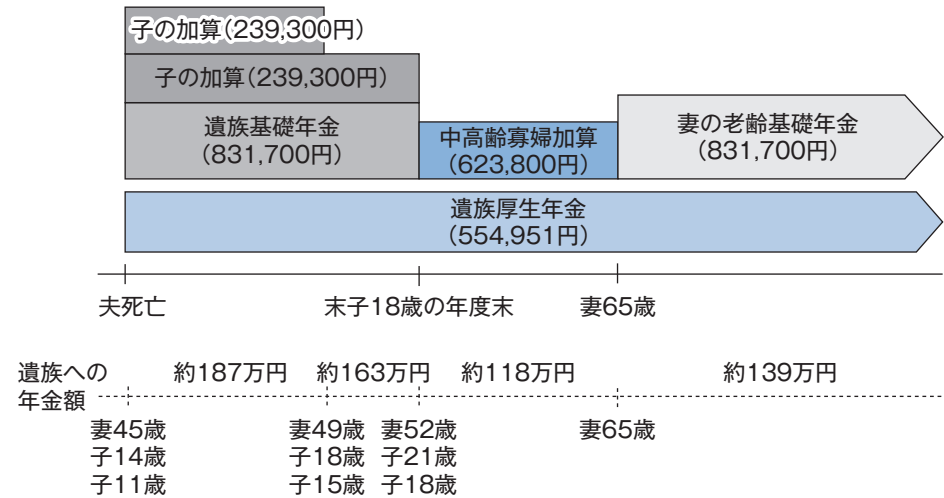 子の加算(239,300円)
子の加算(239,300円)
遺族基礎年金
(831,700円)
中高齢寡婦加算
(623,800円)
妻の老齢基礎年金
(831,700円)
遺族厚生年金
(554,951円)
夫死亡
末子18歳の年度末
妻65歳
遺族への
年金額
約187万円
約163万円
約118万円
約139万円
妻45歳
子14歳
子11歳
妻49歳
子18歳
子15歳
妻52歳
子21歳
子18歳
妻65歳